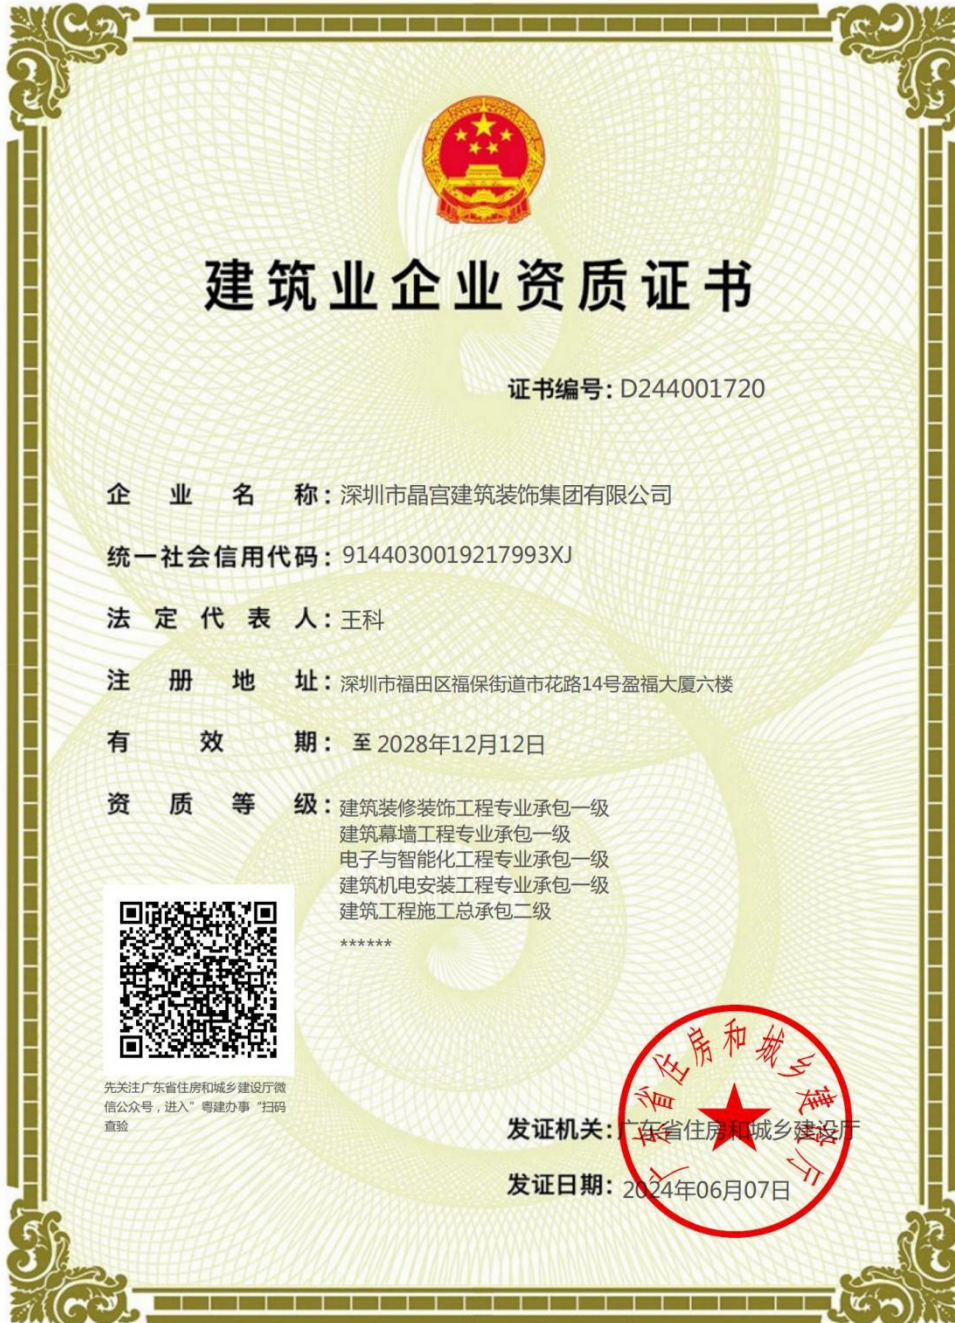 建筑业企业资质证书
证书编号: D244001720
企业名称: 深圳市晶宫建筑装饰集团有限公司
统一社会信用代码: 9144030019217993XJ
法定代表人: 王科
注册地址: 深圳市福田区福保街道市花路14号盈福大厦六楼
有效期: 至 2028年12月12日
资质等级: 建筑装修装饰工程专业承包一级
建筑幕墙工程专业承包一级
电子与智能化工程专业承包一级
建筑机电安装工程专业承包一级
建筑工程施工总承包二级
******
先关注广东省住房和城乡建设厅微
信公众号，进入”粤建办事“扫码
查验
发证机关: 广东省住房和城乡建设厅
发证日期: 2024年06月07日
广东省住房和城乡建设厅